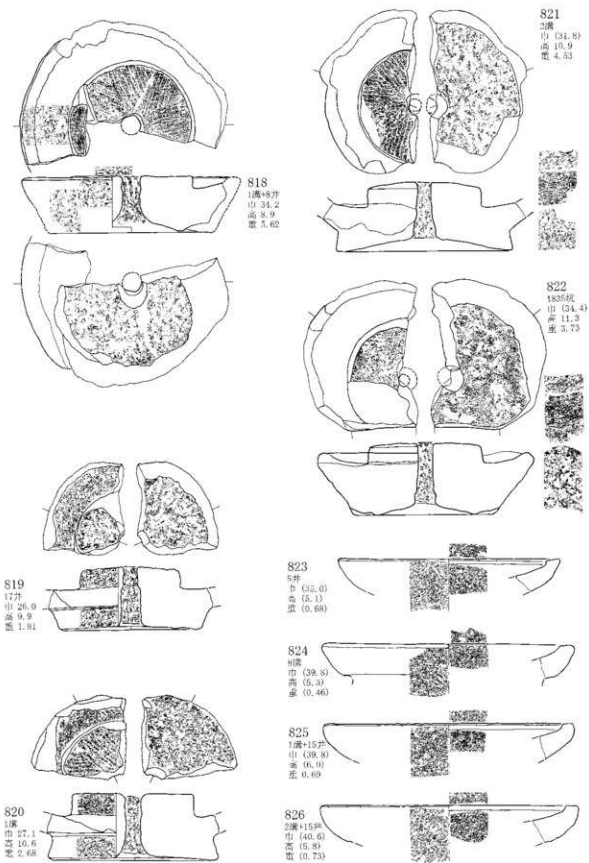 818
1溝+8井
巾 34.2
高 8.9
重 5.62
819
17井
巾 26.0
高 9.9
重 1.81
820
1溝
巾 27.1
高 10.6
重 2.68
821
2溝
巾 (31.8)
高 10.9
重 4.53
822
1835坑
巾 (34.4)
高 11.3
重 3.73
823
5井
巾 (35.0)
高 (5.1)
重 (0.68)
824
8溝
巾 (39.8)
高 (5.3)
重 (0.46)
825
1溝+15井
巾 (39.8)
高 (6.0)
重 0.69
826
2溝+15井
巾 (40.6)
高 (5.8)
重 (0.73)